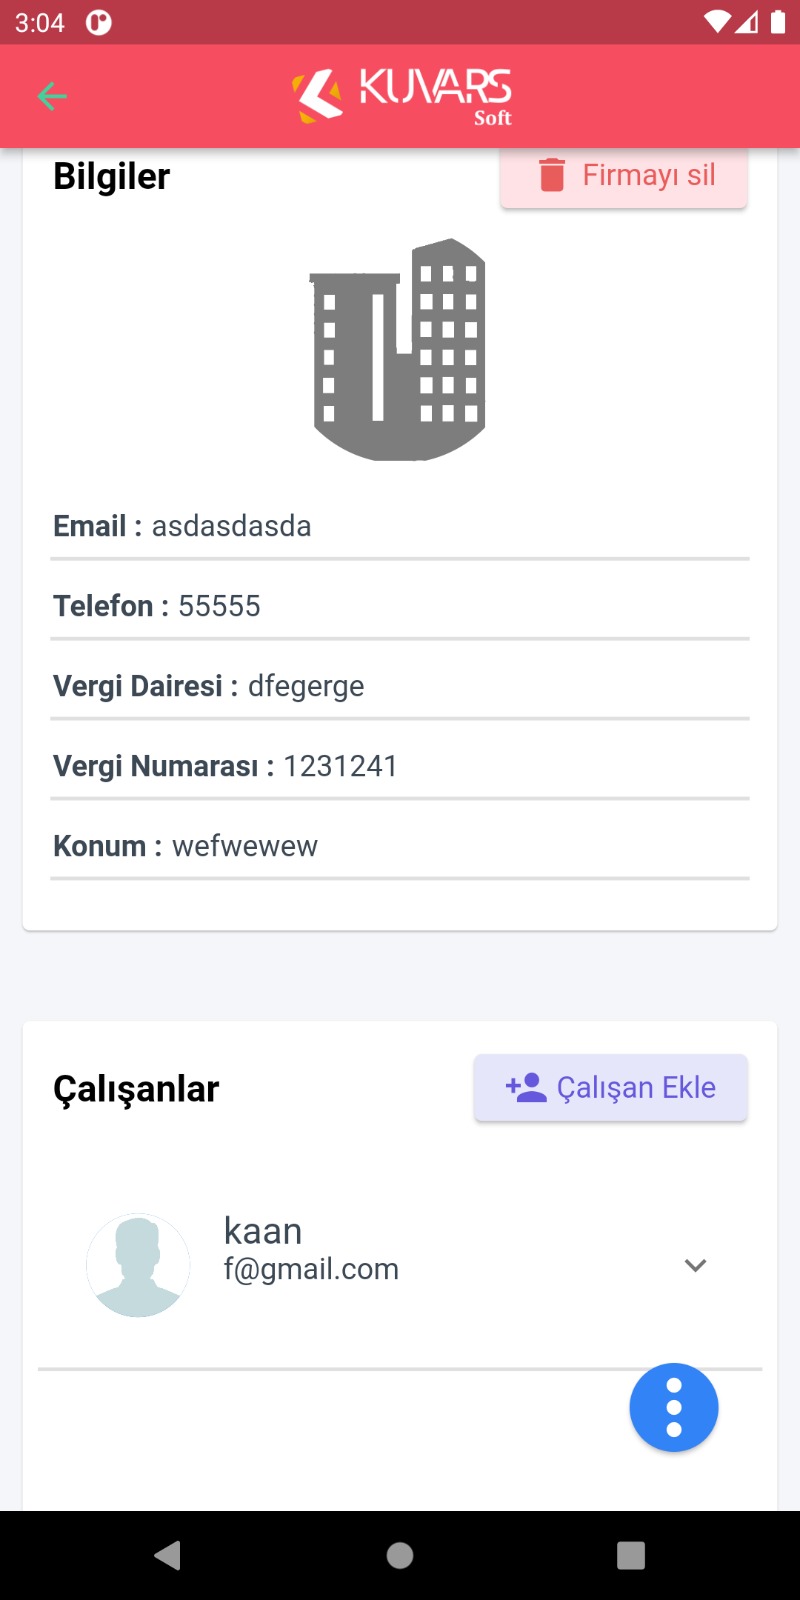 3:04
KUVARS
Soft
Bilgiler
Firmayı sil
Email : asdasdasda
Telefon : 55555
Vergi Dairesi : dfegerge
Vergi Numarası : 1231241
Konum : wefwewew
Çalışanlar
Çalışan Ekle
kaan
f@gmail.com